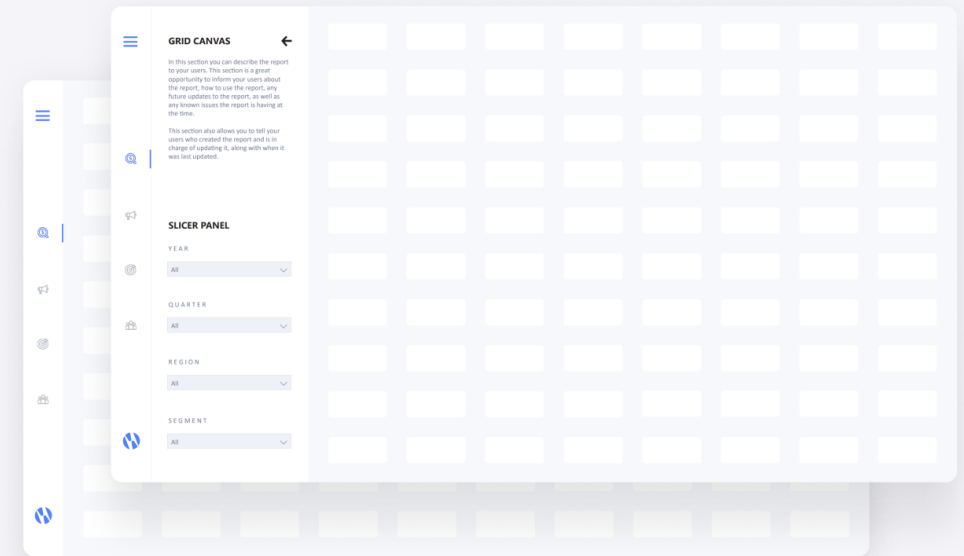 GRID CANVAS
In this section you can describe the report
to your users. This section is a great
opportunity to inform your users about
the report, how to use the report, any
future updates to the report, as well as
any known issues the report is having at
the time.
This section also allows you to tell your
users who created the report and is in
charge of updating it, along with when it
was last updated.
SLICER PANEL
YEAR
All
QUARTER
All
REGION
All
SEGMENT
All